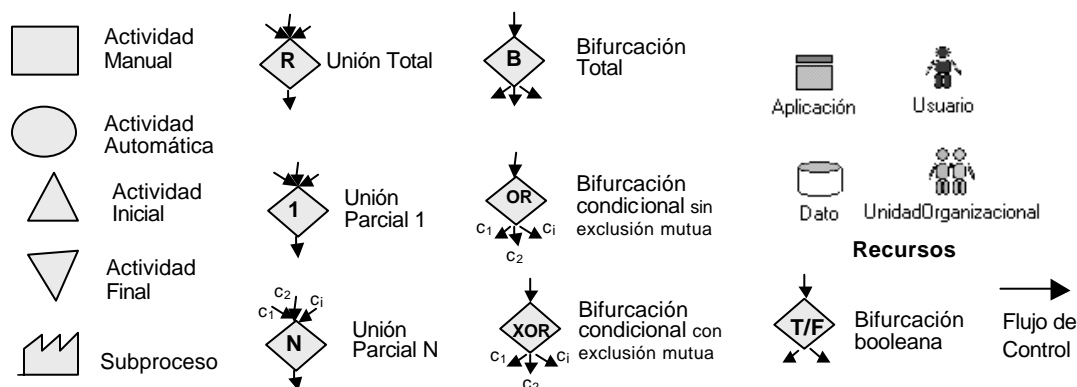 Actividad
Manual
Actividad
Automática
Actividad
Inicial
Actividad
Final
Subproceso
R
Unión Total
1
Unión
Parcial 1
c1
c2
ci
N
Unión
Parcial N
B
Bifurcación
Total
OR
c1
c2
ci
Bifurcación
condicional sin
exclusión mutua
XOR
c1
c2
ci
Bifurcación
condicional con
exclusión mutua
Aplicación
Usuario
Dato
UnidadOrganizacional
Recursos
T/F
Bifurcación
booleana
Flujo de
Control